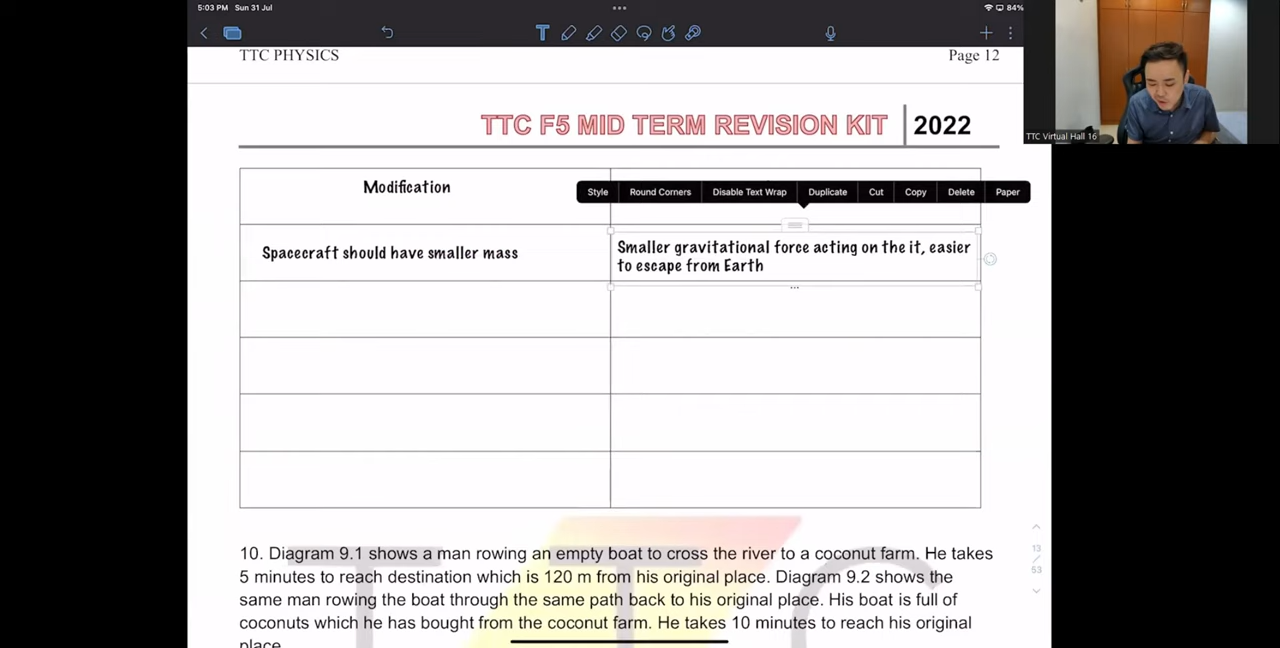 5:03 PM Sun 31 Jul
84%
TTC PHYSICS
Page 12
TTC Virtual Hall 16
TTC F5 MID TERM REVISION KIT 2022
Modification
Style Round Corners Disable Text Wrap Duplicate Cut Copy Delete Paper
Spacecraft should have smaller mass
Smaller gravitational force acting on the it, easier
to escape from Earth
10. Diagram 9.1 shows a man rowing an empty boat to cross the river to a coconut farm. He takes
5 minutes to reach destination which is 120 m from his original place. Diagram 9.2 shows the
same man rowing the boat through the same path back to his original place. His boat is full of
coconuts which he has bought from the coconut farm. He takes 10 minutes to reach his original
place.
13
/
53
TTC